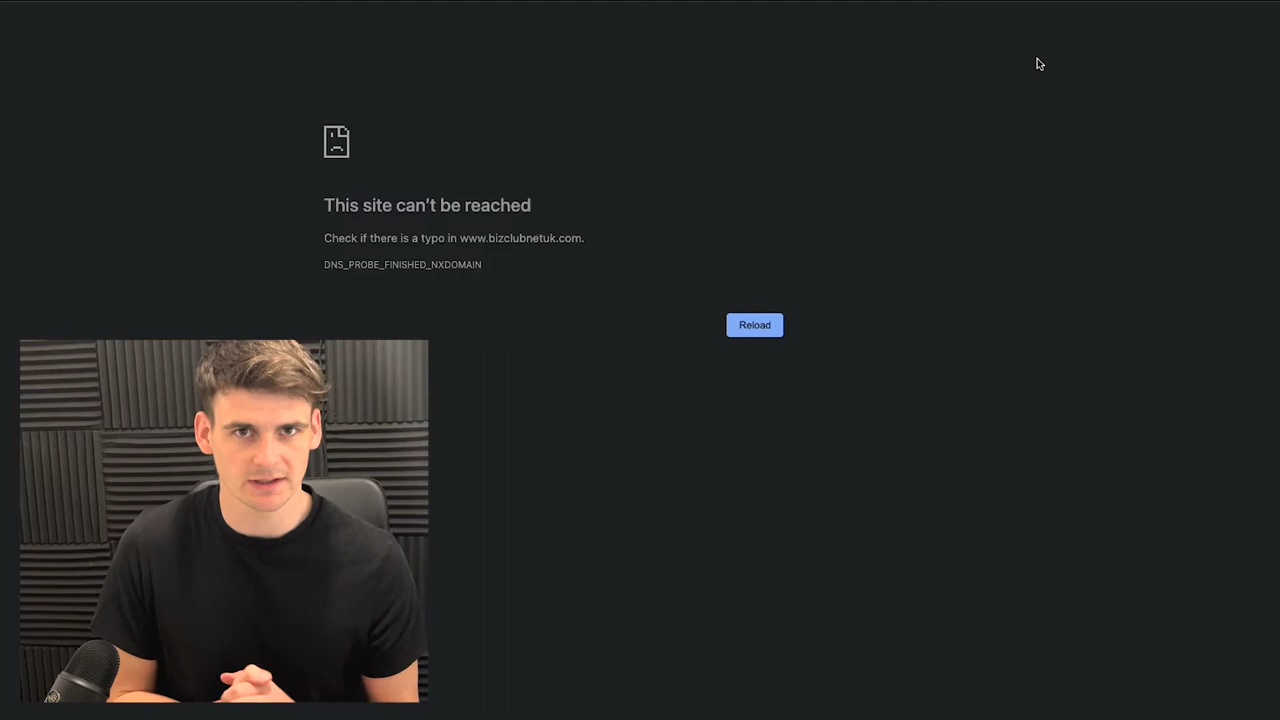 This site can’t be reached
Check if there is a typo in www.bizclubnetuk.com.
DNS_PROBE_FINISHED_NXDOMAIN
Reload